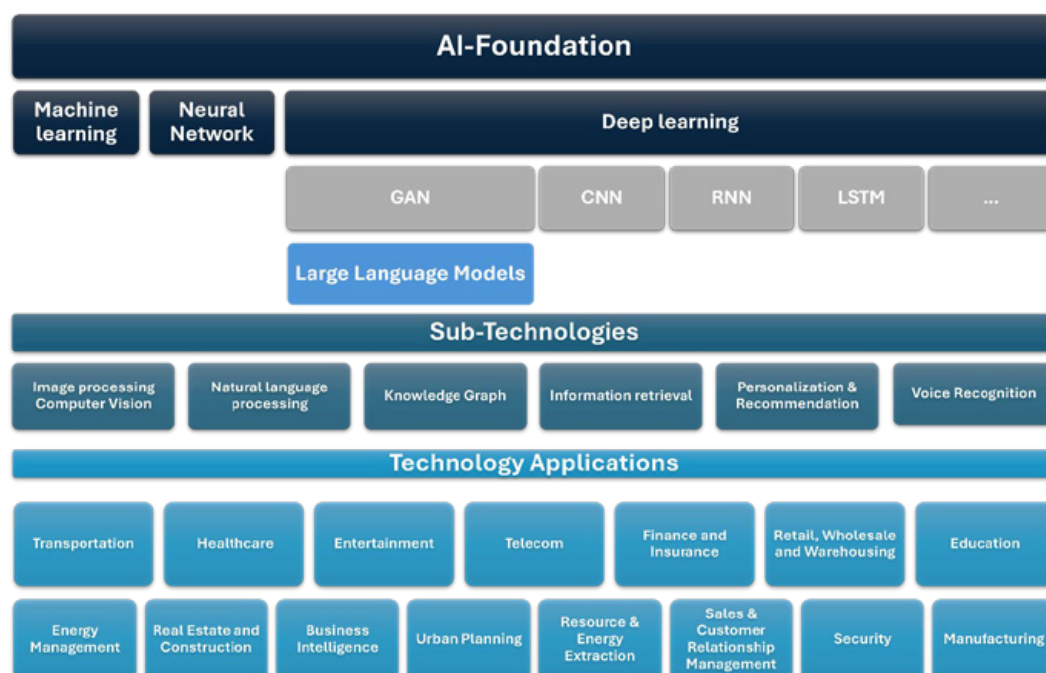 AI-Foundation
Machine
learning
Neural
Network
Deep learning
GAN
CNN
RNN
LSTM
...
Large Language Models
Sub-Technologies
Image processing
Computer Vision
Natural language
processing
Knowledge Graph
Information retrieval
Personalization &
Recommendation
Voice Recognition
Technology Applications
Transportation
Healthcare
Entertainment
Telecom
Finance and
Insurance
Retail, Wholesale
and Warehousing
Education
Energy
Management
Real Estate and
Construction
Business
Intelligence
Urban Planning
Resource &
Energy
Extraction
Sales &
Customer
Relationship
Management
Security
Manufacturing